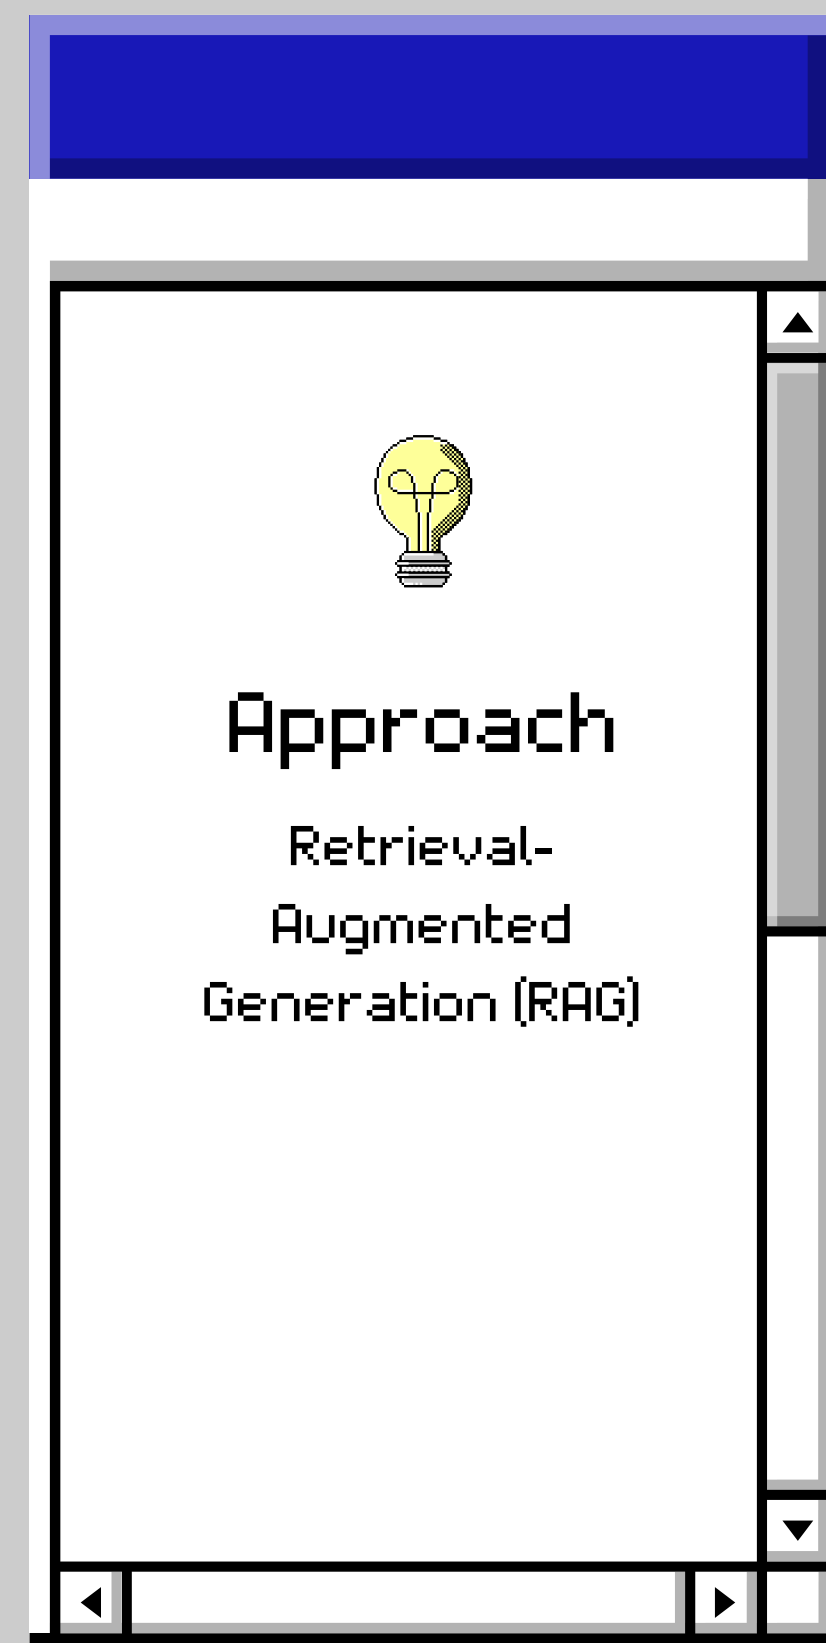 Approach
Retrieval-
Augmented
Generation (RAG)